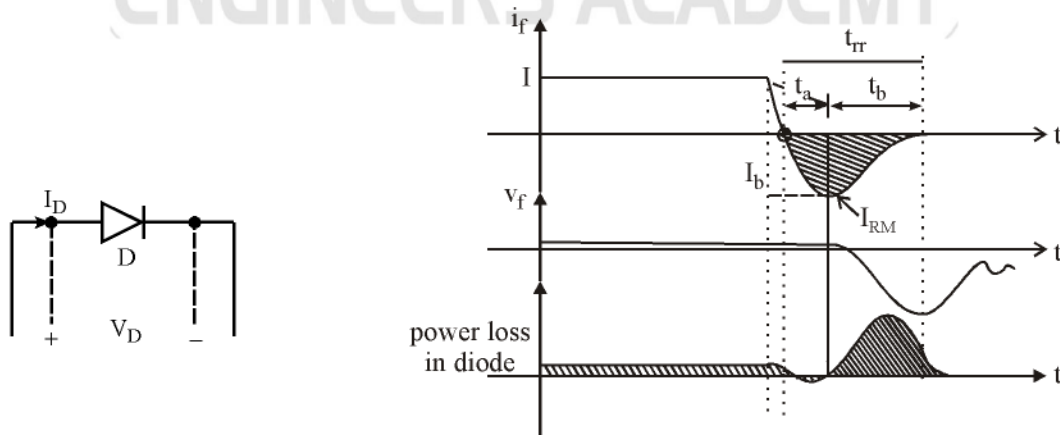 ENGINEERS ACADEMY
I_D
D
+ V_D −
i_f
t_rr
I
t_a t_b
t
I_b
I_RM
v_f
t
power loss
in diode
t